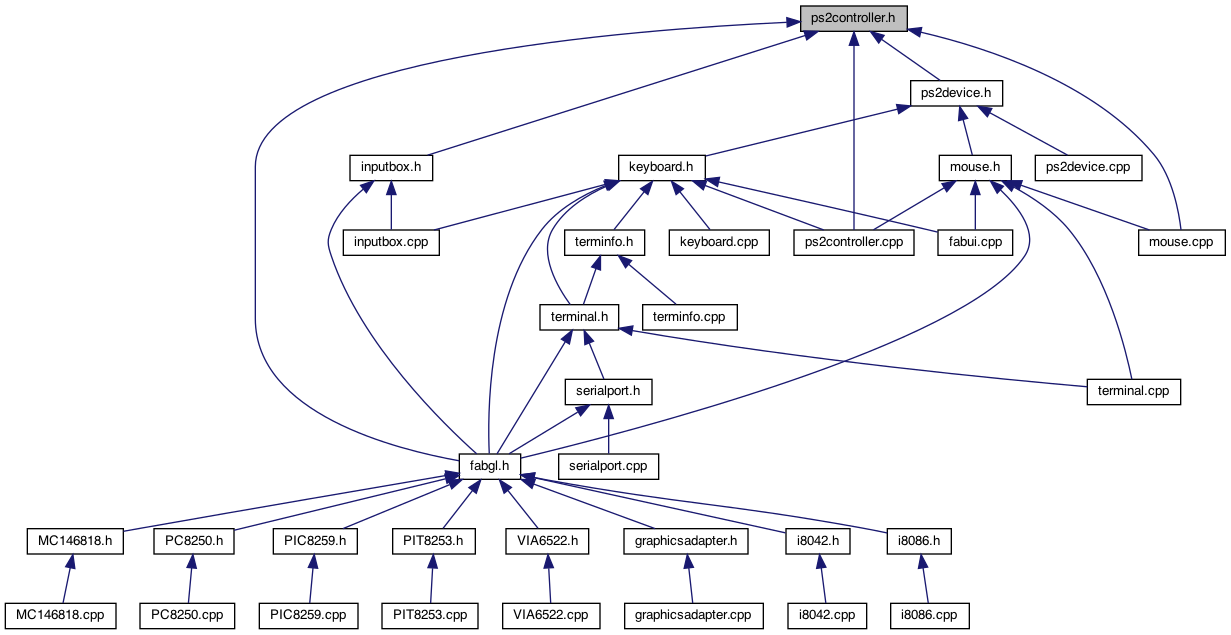 ps2controller.h
ps2device.h
inputbox.h
keyboard.h
mouse.h
ps2device.cpp
inputbox.cpp
terminfo.h
keyboard.cpp
ps2controller.cpp
fabui.cpp
mouse.cpp
terminal.h
terminfo.cpp
serialport.h
terminal.cpp
fabgl.h
serialport.cpp
MC146818.h
PC8250.h
PIC8259.h
PIT8253.h
VIA6522.h
graphicsadapter.h
i8042.h
i8086.h
MC146818.cpp
PC8250.cpp
PIC8259.cpp
PIT8253.cpp
VIA6522.cpp
graphicsadapter.cpp
i8042.cpp
i8086.cpp